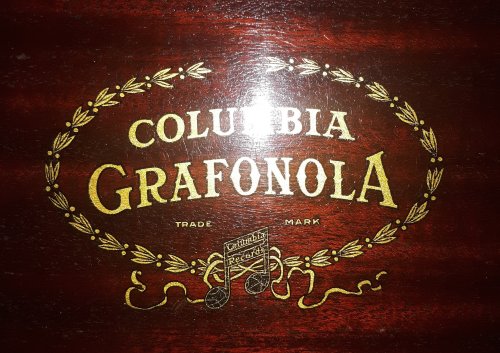 COLUMBIA
GRAFONOLA
TRADE MARK
Columbia
Records